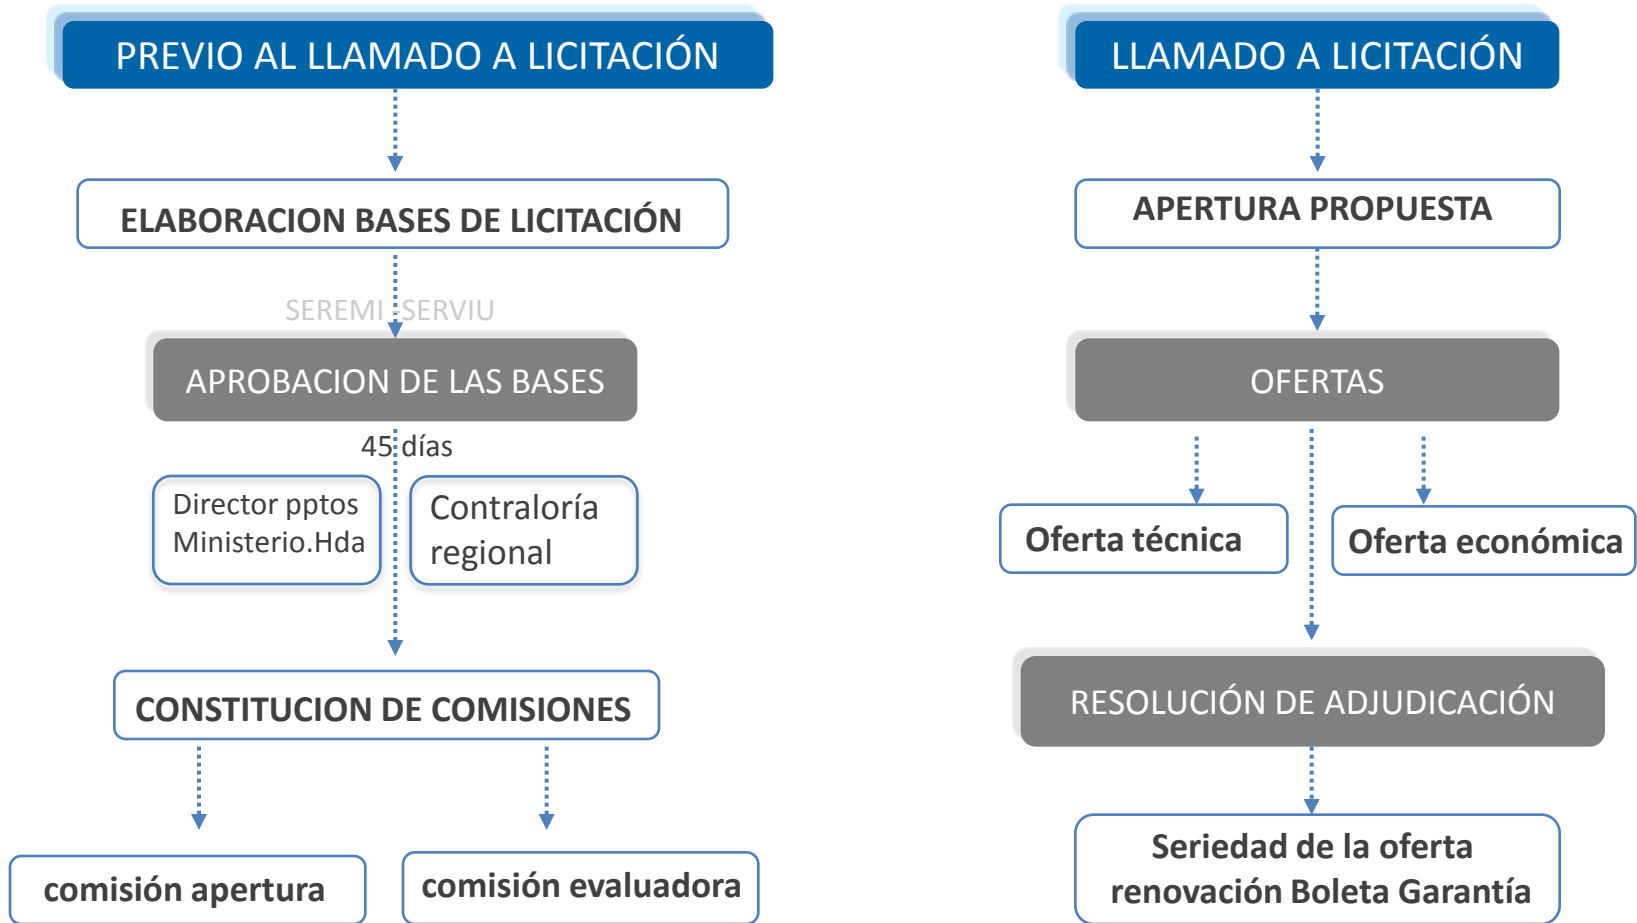 PREVIO AL LLAMADO A LICITACIÓN
ELABORACION BASES DE LICITACIÓN
SEREMI -SERVIU
APROBACION DE LAS BASES
45 días
Director pptos
Ministerio.Hda
Contraloría
regional
CONSTITUCION DE COMISIONES
comisión apertura
comisión evaluadora
LLAMADO A LICITACIÓN
APERTURA PROPUESTA
OFERTAS
Oferta técnica
Oferta económica
RESOLUCIÓN DE ADJUDICACIÓN
Seriedad de la oferta
renovación Boleta Garantía